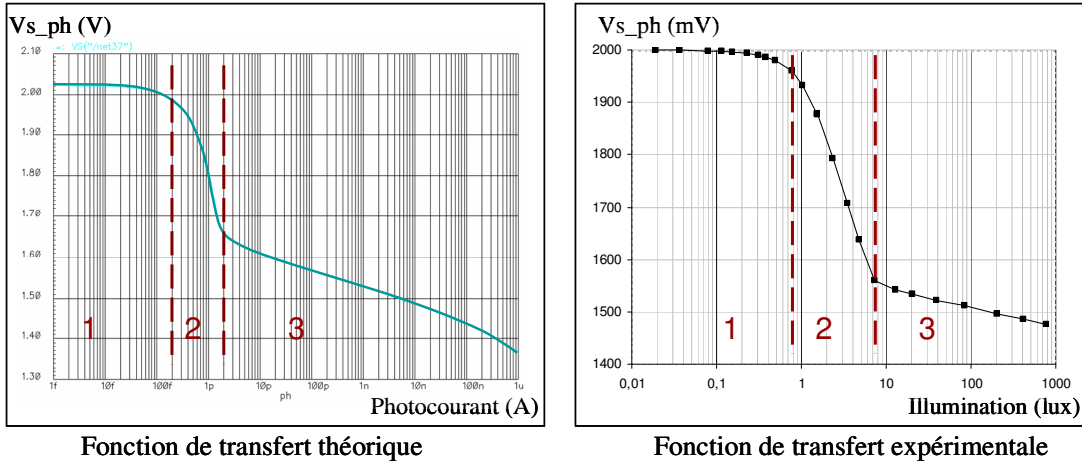 Vs_ph (V)
=: VS("/net37")
2.10
2.00
1.90
1.80
1.70
1.60
1.50
1.40
1.30
1 2 3
1f 10f 100f 1p 10p 100p 1n 10n 100n 1u
ph
Photocourant (A)
Fonction de transfert théorique
Vs_ph (mV)
2000
1900
1800
1700
1600
1500
1400
1 2 3
0,01 0,1 1 10 100 1000
Illumination (lux)
Fonction de transfert expérimentale